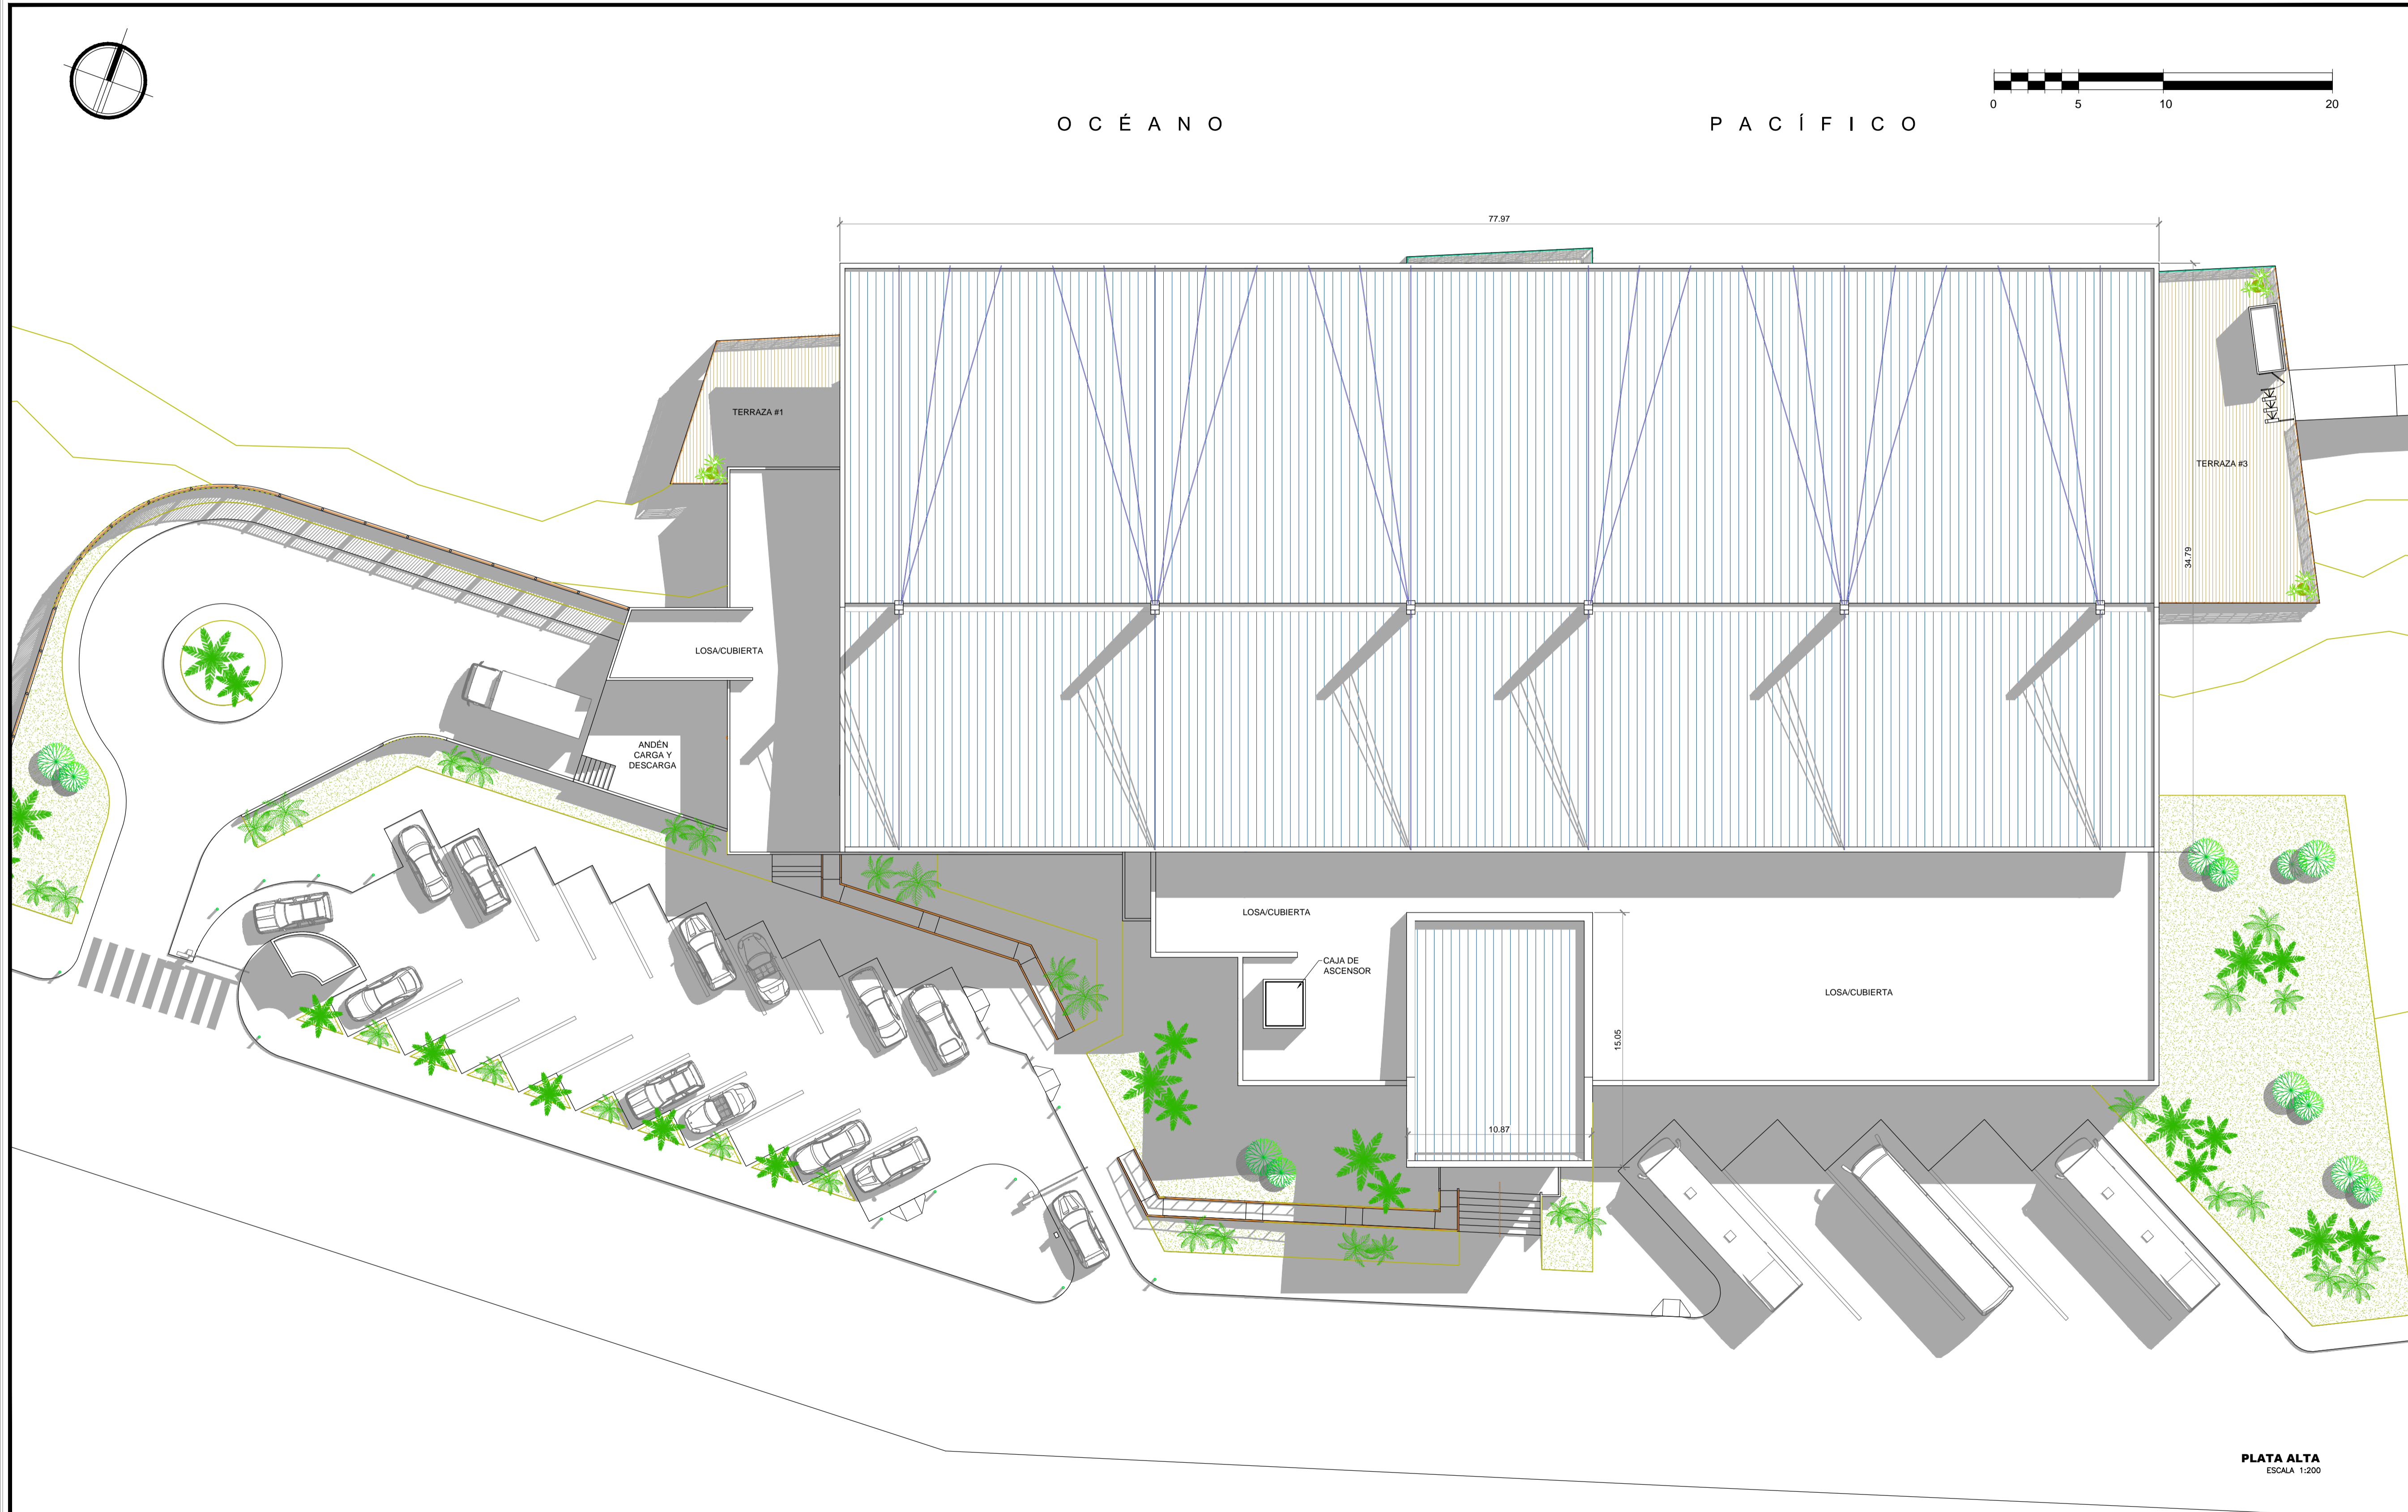 0 5 10 20
O C É A N O P A C Í F I C O
77.97
TERRAZA #1
TERRAZA #3
34.79
LOSA/CUBIERTA
ANDÉN
CARGA Y
DESCARGA
LOSA/CUBIERTA
CAJA DE
ASCENSOR
LOSA/CUBIERTA
15.05
10.87
PLATA ALTA
ESCALA 1:200